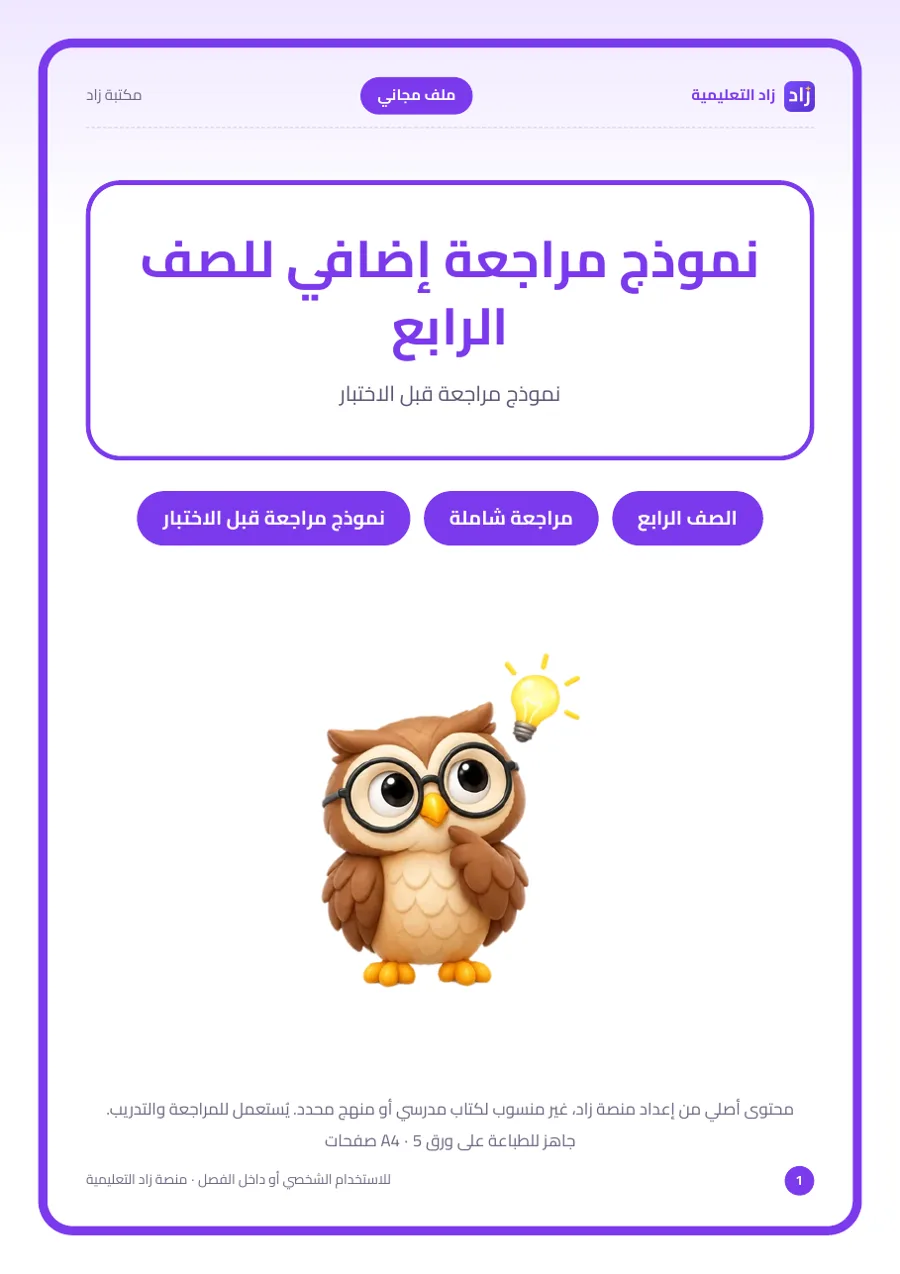 زاد
زاد التعليمية
ملف مجاني
مكتبة زاد
نموذج مراجعة إضافي للصف
الرابع
نموذج مراجعة قبل الاختبار
الصف الرابع
مراجعة شاملة
نموذج مراجعة قبل الاختبار
محتوى أصلي من إعداد منصة زاد، غير منسوب لكتاب مدرسي أو منهج محدد. يُستعمل للمراجعة والتدريب.
جاهز للطباعة على ورق A4 · 5 صفحات
1
للاستخدام الشخصي أو داخل الفصل · منصة زاد التعليمية